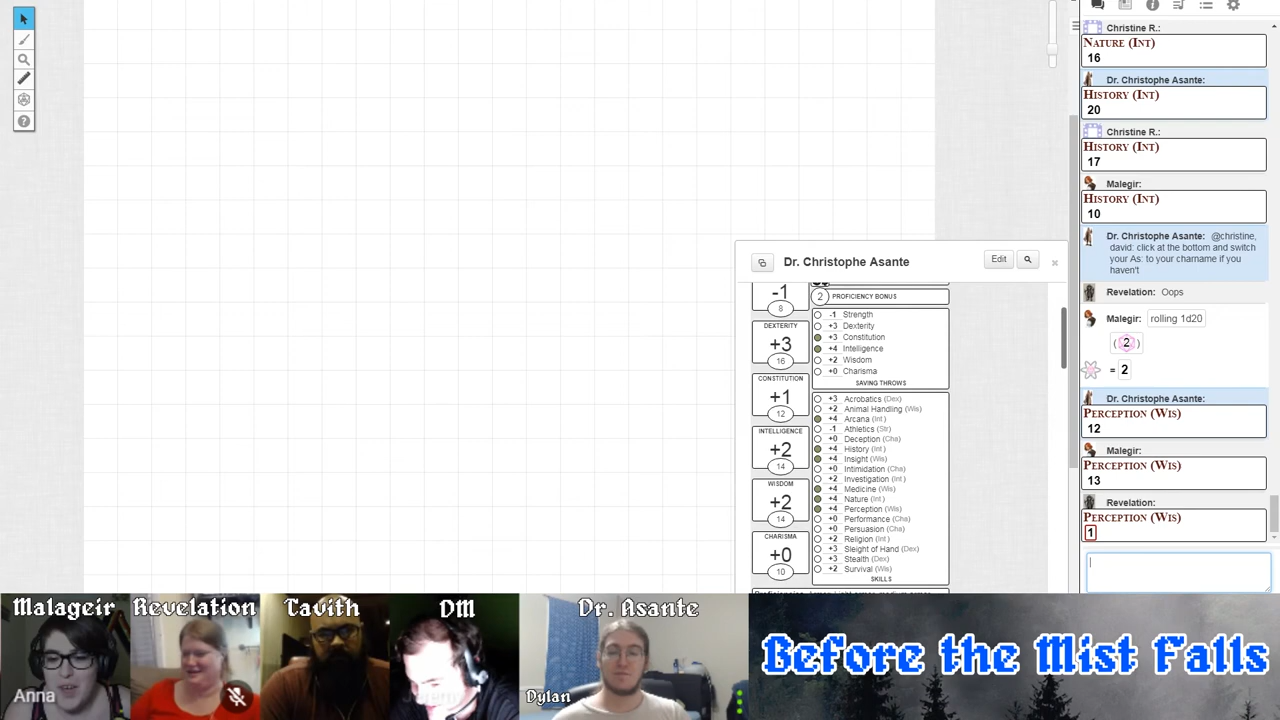 Christine R.:
NATURE (INT)
16
Dr. Christophe Asante:
HISTORY (INT)
20
Christine R.:
HISTORY (INT)
17
Malegir:
HISTORY (INT)
10
Dr. Christophe Asante: @christine,
david: click at the bottom and switch
your As: to your charname if you
haven't
Revelation: Oops
Malegir: rolling 1d20
(2)
= 2
Dr. Christophe Asante:
PERCEPTION (WIS)
12
Malegir:
PERCEPTION (WIS)
13
Revelation:
PERCEPTION (WIS)
1
Dr. Christophe Asante
Edit
-1
8
DEXTERITY
+3
16
CONSTITUTION
+1
12
INTELLIGENCE
+2
14
WISDOM
+2
14
CHARISMA
+0
10
2 PROFICIENCY BONUS
-1 Strength
+3 Dexterity
+3 Constitution
+4 Intelligence
+2 Wisdom
+0 Charisma
SAVING THROWS
+3 Acrobatics (Dex)
+2 Animal Handling (Wis)
+4 Arcana (Int)
-1 Athletics (Str)
+0 Deception (Cha)
+4 History (Int)
+4 Insight (Wis)
+0 Intimidation (Cha)
+2 Investigation (Int)
+4 Medicine (Wis)
+4 Nature (Int)
+4 Perception (Wis)
+0 Performance (Cha)
+0 Persuasion (Cha)
+2 Religion (Int)
+3 Sleight of Hand (Dex)
+3 Stealth (Dex)
+2 Survival (Wis)
SKILLS
Malageir
Revelation
Tavith
DM
Dr. Asante
Anna
Dylan
Before the Mist Falls